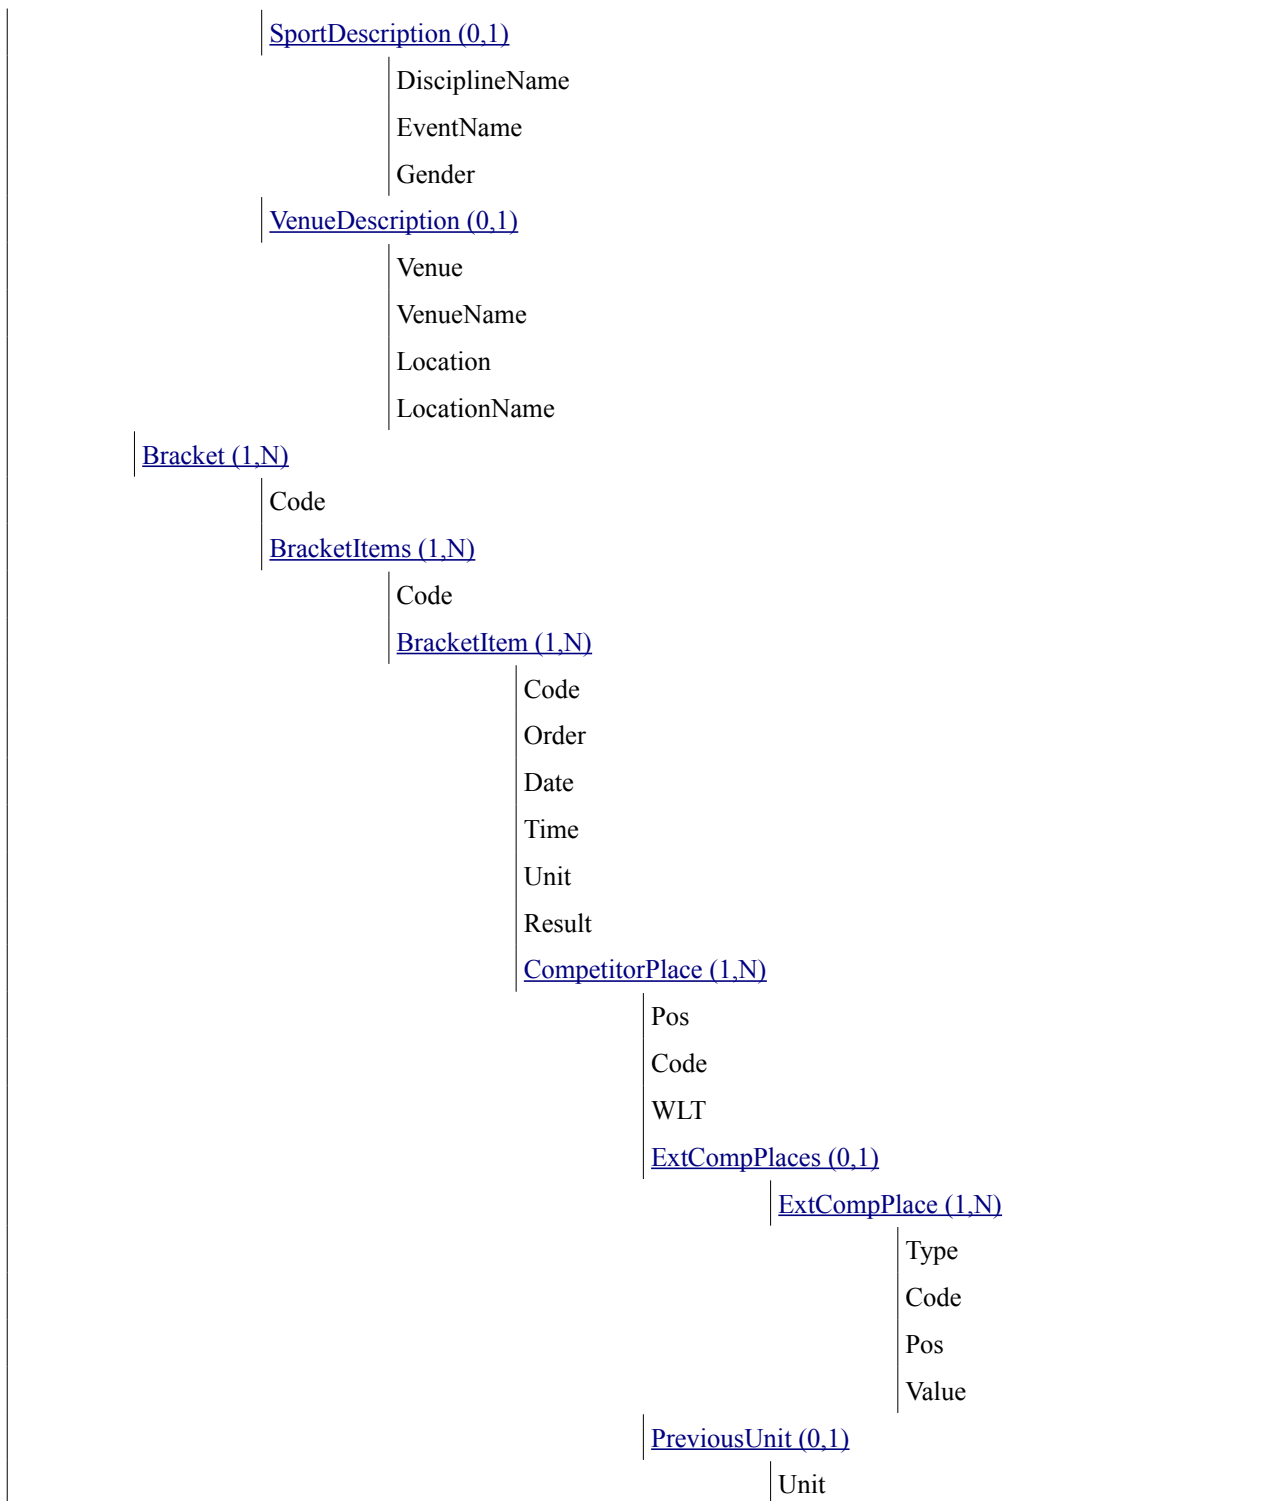 SportDescription (0,1)
DisciplineName
EventName
Gender
VenueDescription (0,1)
Venue
VenueName
Location
LocationName
Bracket (1,N)
Code
BracketItems (1,N)
Code
BracketItem (1,N)
Code
Order
Date
Time
Unit
Result
CompetitorPlace (1,N)
Pos
Code
WLT
ExtCompPlaces (0,1)
ExtCompPlace (1,N)
Type
Code
Pos
Value
PreviousUnit (0,1)
Unit